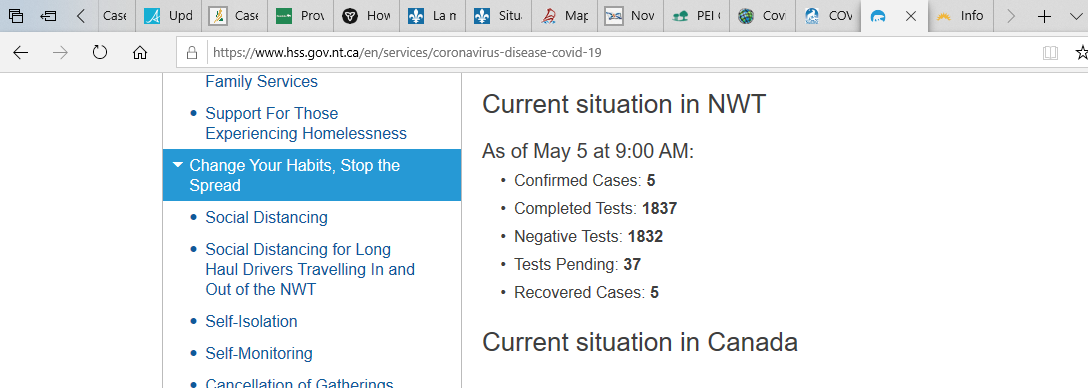 Case
Upd
Case
Prov
How
La m
Situ
Map
Nov
PEI
Cov
COV
Info
https://www.hss.gov.nt.ca/en/services/coronavirus-disease-covid-19
Family Services
Support For Those
Experiencing Homelessness
Change Your Habits, Stop the
Spread
Social Distancing
Social Distancing for Long
Haul Drivers Travelling In and
Out of the NWT
Self-Isolation
Self-Monitoring
Cancellation of Gatherings
Current situation in NWT
As of May 5 at 9:00 AM:
Confirmed Cases: 5
Completed Tests: 1837
Negative Tests: 1832
Tests Pending: 37
Recovered Cases: 5
Current situation in Canada